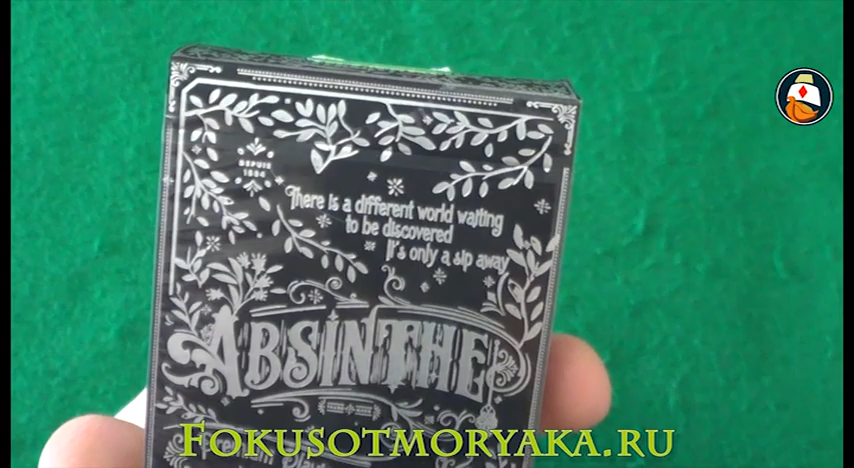 DEPUIS
1884
There is a different world waiting
to be discovered
It's only a sip away
ABSINTHE
FOKUSOTMORYAKA.RU